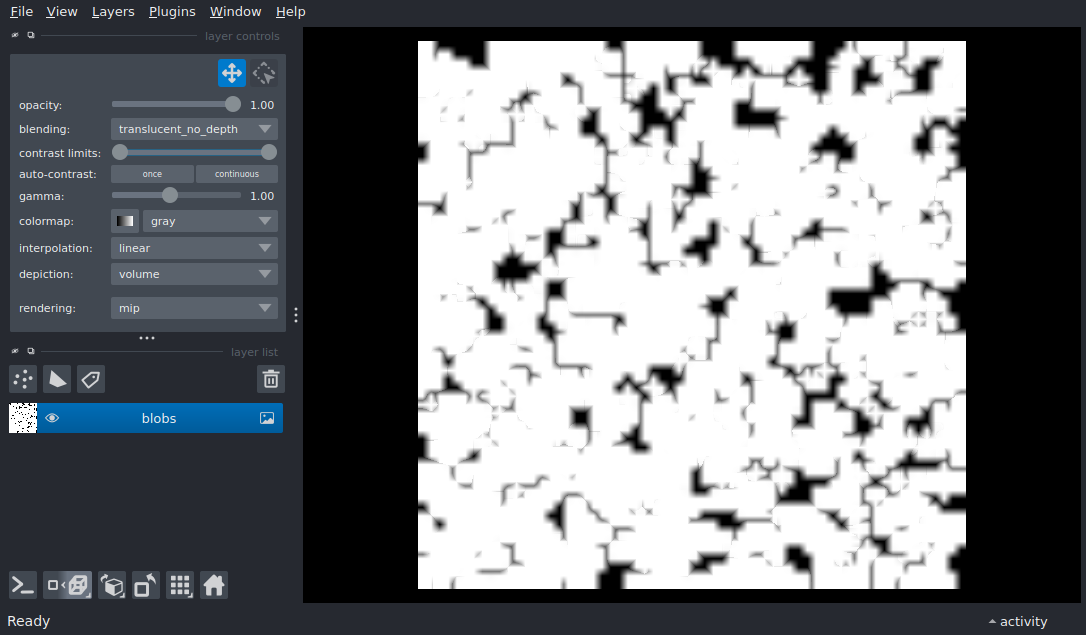 File View Layers Plugins Window Help
layer controls
opacity: 1.00
blending: translucent_no_depth
contrast limits:
auto-contrast: once continuous
gamma: 1.00
colormap: gray
interpolation: linear
depiction: volume
rendering: mip
layer list
blobs
Ready activity